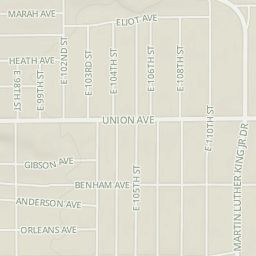 MARAH AVE
ELIOT AVE
HEATH AVE
E 98TH ST
E 99TH ST
E 102ND ST
E 103RD ST
E 104TH ST
E 106TH ST
E 108TH ST
E 110TH ST
UNION AVE
GIBSON AVE
BENHAM AVE
E 105TH ST
ANDERSON AVE
ORLEANS AVE
MARTIN LUTHER KING JR DR